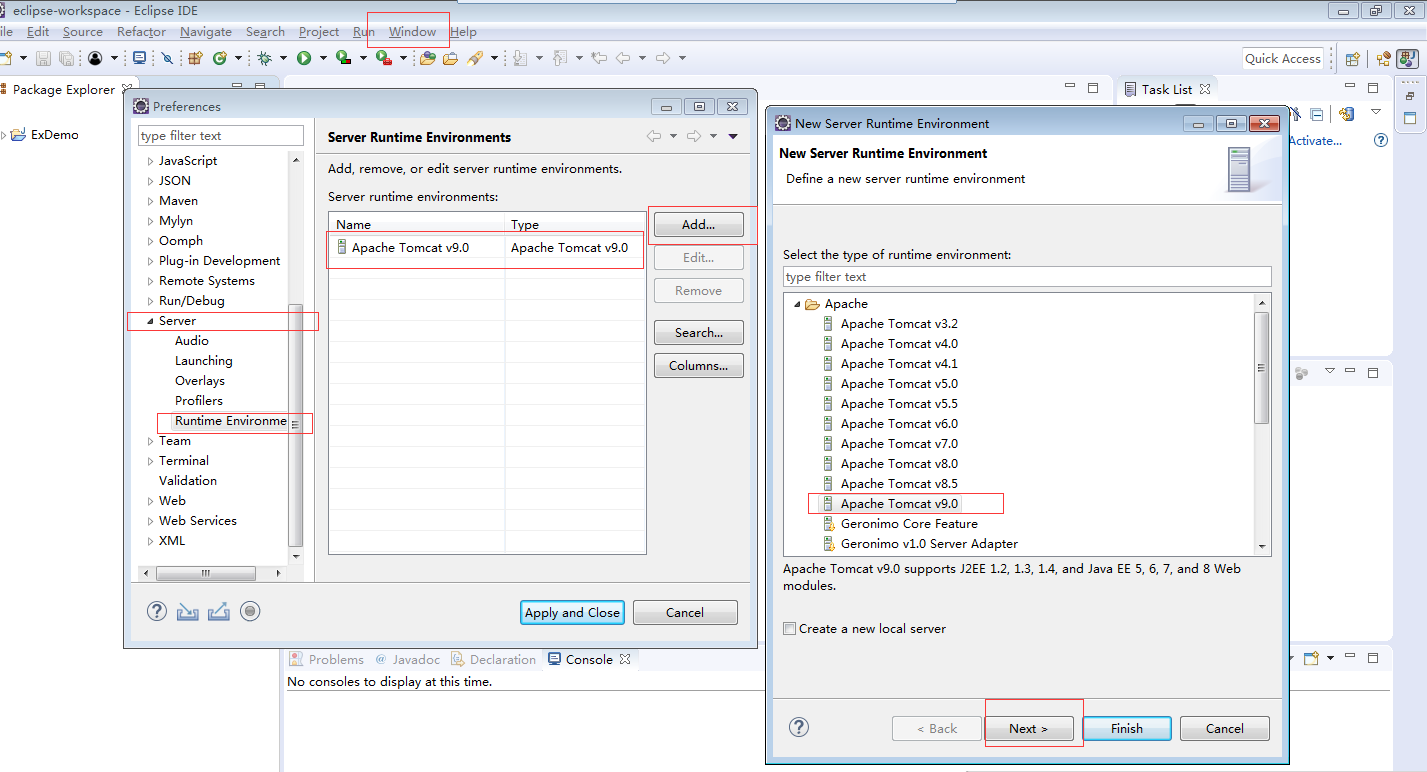 eclipse-workspace - Eclipse IDE
ile Edit Source Refactor Navigate Search Project Run Window Help
Quick Access
Package Explorer
ExDemo
Task List
Activate...
Preferences
type filter text
JavaScript
JSON
Maven
Mylyn
Oomph
Plug-in Development
Remote Systems
Run/Debug
Server
Audio
Launching
Overlays
Profilers
Runtime Environme
Team
Terminal
Validation
Web
Web Services
XML
Server Runtime Environments
Add, remove, or edit server runtime environments.
Server runtime environments:
Name Type
Apache Tomcat v9.0 Apache Tomcat v9.0
Add...
Edit...
Remove
Search...
Columns...
Apply and Close Cancel
New Server Runtime Environment
New Server Runtime Environment
Define a new server runtime environment
Select the type of runtime environment:
type filter text
Apache
Apache Tomcat v3.2
Apache Tomcat v4.0
Apache Tomcat v4.1
Apache Tomcat v5.0
Apache Tomcat v5.5
Apache Tomcat v6.0
Apache Tomcat v7.0
Apache Tomcat v8.0
Apache Tomcat v8.5
Apache Tomcat v9.0
Geronimo Core Feature
Geronimo v1.0 Server Adapter
Apache Tomcat v9.0 supports J2EE 1.2, 1.3, 1.4, and Java EE 5, 6, 7, and 8 Web
modules.
Create a new local server
< Back Next > Finish Cancel
Problems @ Javadoc Declaration Console
No consoles to display at this time.